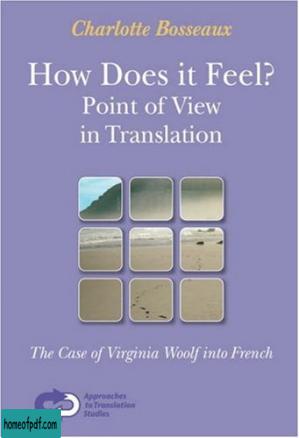 Charlotte Bosseaux
How Does it Feel?
Point of View
in Translation
The Case of Virginia Woolf into French
Approaches
to Translation
Studies
homeofpdf.com